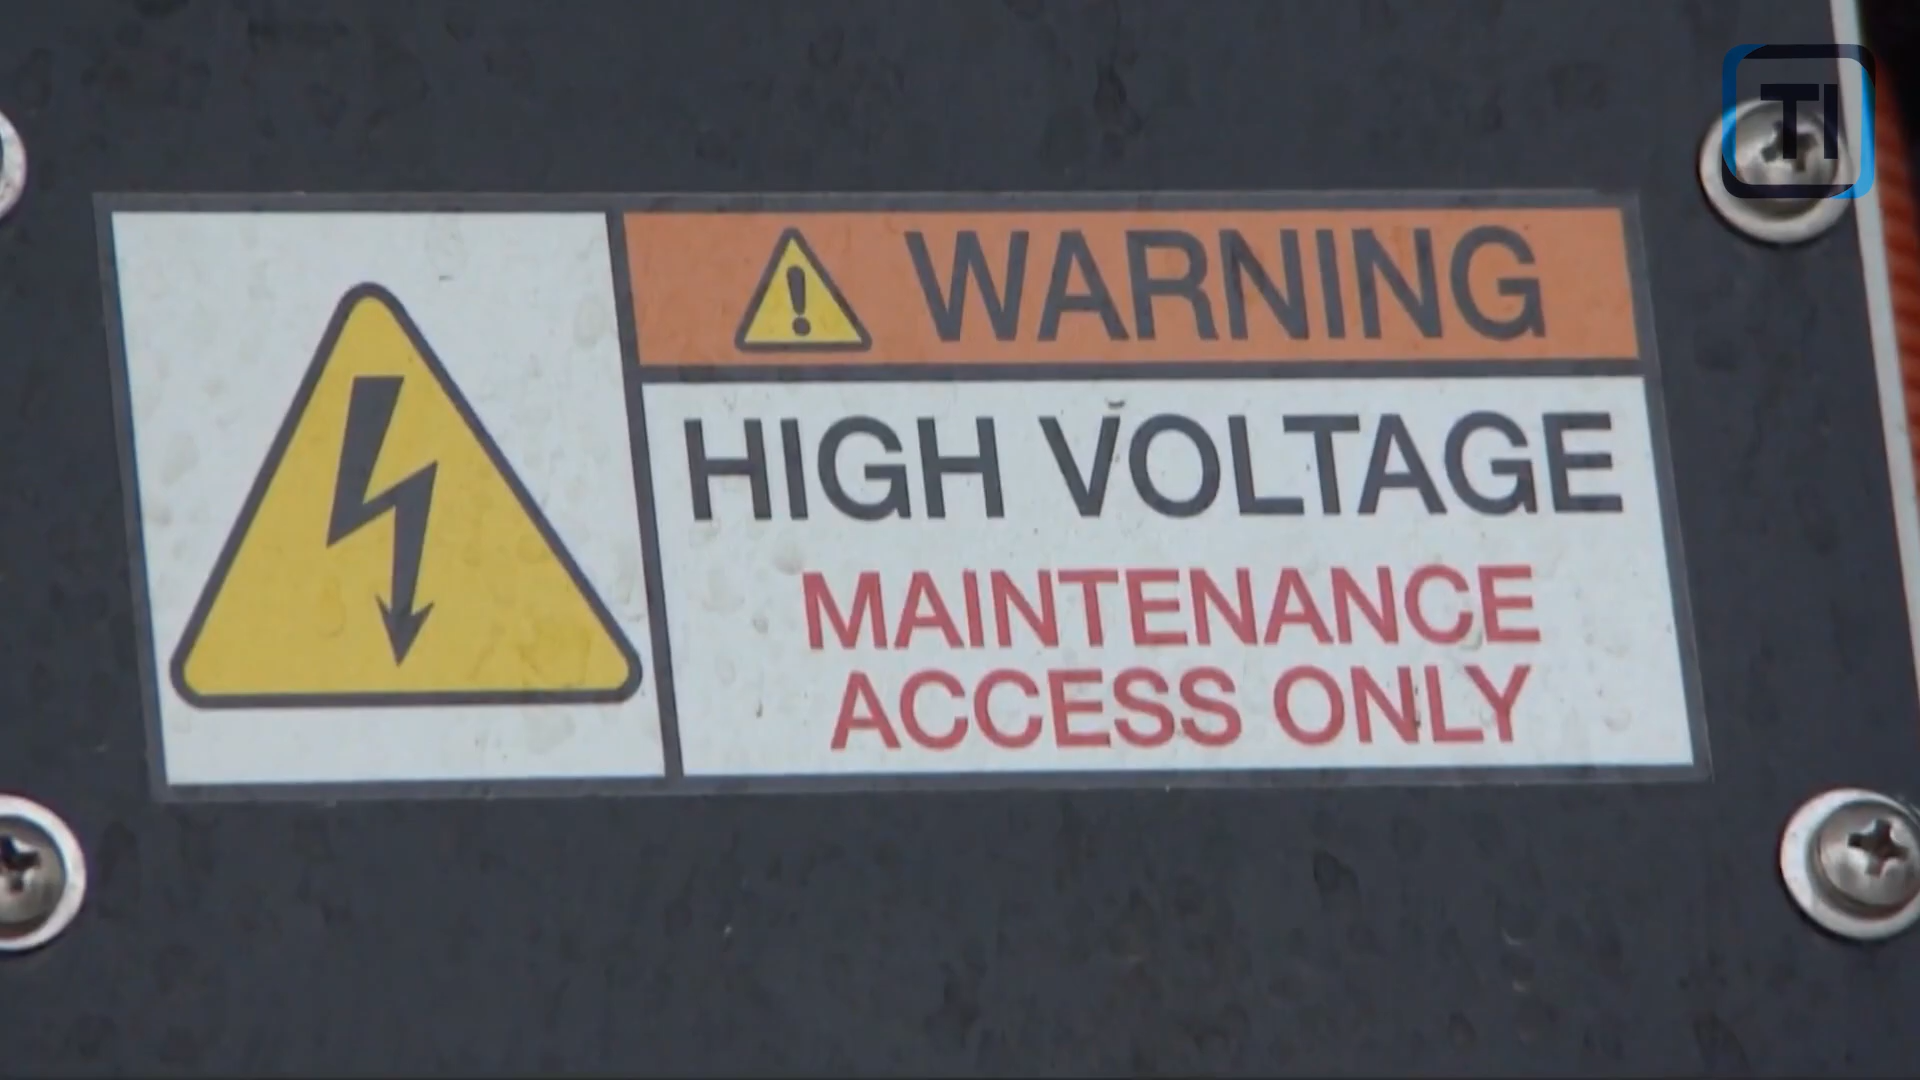 TI
WARNING
HIGH VOLTAGE
MAINTENANCE
ACCESS ONLY